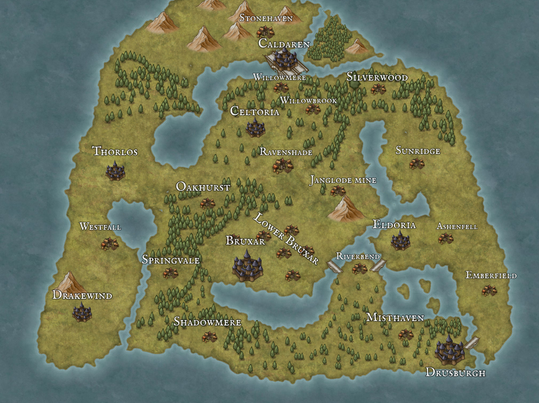 Stonehaven
Caldaren
Willowmere
Silverwood
Willowbrook
Celtoria
Thorlos
Ravenshade
Sunridge
Janglode mine
Oakhurst
Westfall
Lower Bruxar
Eldoria
Ashenfell
Bruxar
Springvale
Riverbend
Emberfield
Drakewind
Shadowmere
Misthaven
Drusburgh